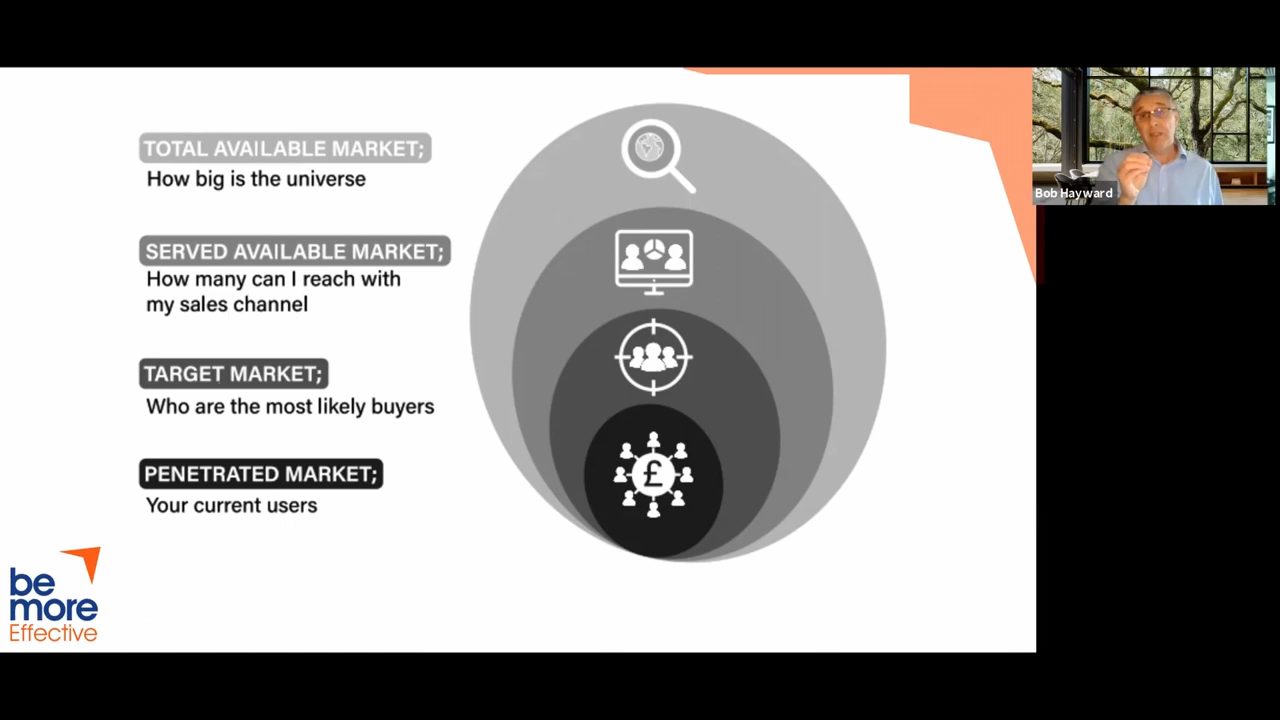 TOTAL AVAILABLE MARKET;
How big is the universe
SERVED AVAILABLE MARKET;
How many can I reach with
my sales channel
TARGET MARKET;
Who are the most likely buyers
PENETRATED MARKET;
Your current users
£
be
more
Effective
Bob Hayward